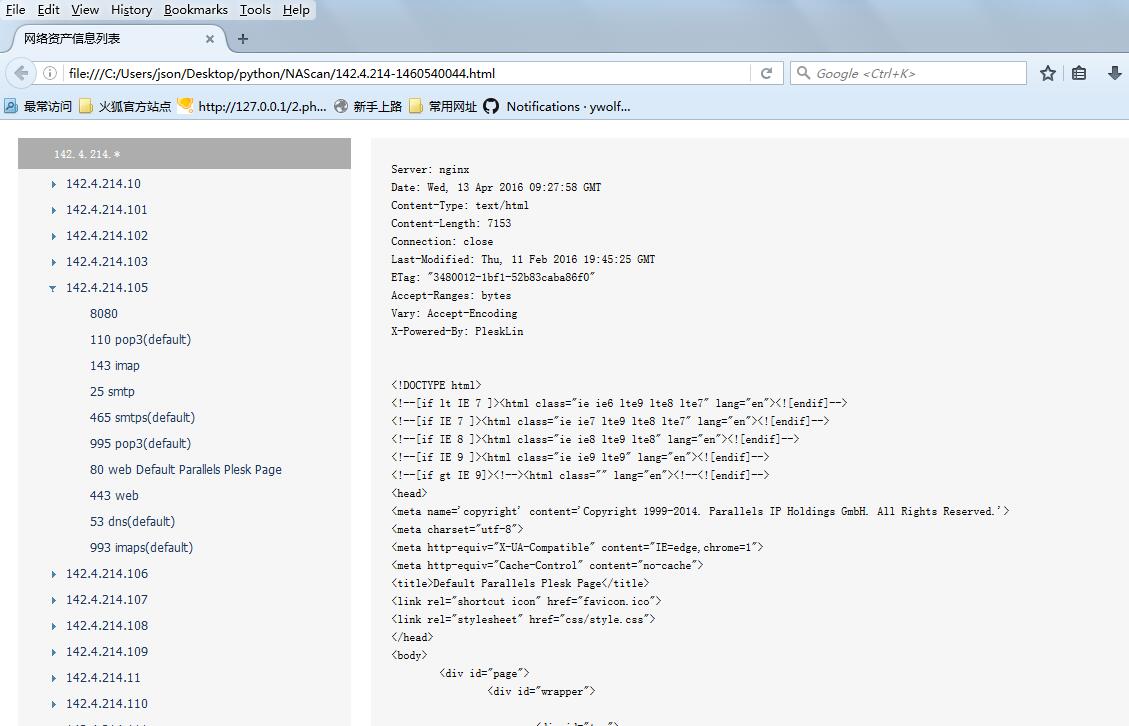 File Edit View History Bookmarks Tools Help
网络资产信息列表
file:///C:/Users/json/Desktop/python/NAScan/142.4.214-1460540044.html
Google <Ctrl+K>
最常访问 火狐官方站点 http://127.0.0.1/2.ph... 新手上路 常用网址 Notifications · ywolf...
142.4.214.*
142.4.214.10
142.4.214.101
142.4.214.102
142.4.214.103
142.4.214.105
8080
110 pop3(default)
143 imap
25 smtp
465 smtps(default)
995 pop3(default)
80 web Default Parallels Plesk Page
443 web
53 dns(default)
993 imaps(default)
142.4.214.106
142.4.214.107
142.4.214.108
142.4.214.109
142.4.214.11
142.4.214.110
Server: nginx
Date: Wed, 13 Apr 2016 09:27:58 GMT
Content-Type: text/html
Content-Length: 7153
Connection: close
Last-Modified: Thu, 11 Feb 2016 19:45:25 GMT
ETag: "3480012-1bf1-52b83caba86f0"
Accept-Ranges: bytes
Vary: Accept-Encoding
X-Powered-By: PleskLin
<!DOCTYPE html>
<!--[if lt IE 7 ]><html class="ie ie6 lte9 lte8 lte7" lang="en"><![endif]-->
<!--[if IE 7 ]><html class="ie ie7 lte9 lte8 lte7" lang="en"><![endif]-->
<!--[if IE 8 ]><html class="ie ie8 lte9 lte8" lang="en"><![endif]-->
<!--[if IE 9 ]><html class="ie ie9 lte9" lang="en"><![endif]-->
<!--[if gt IE 9]><!--><html class="" lang="en"><!--<![endif]-->
<head>
<meta name='copyright' content='Copyright 1999-2014. Parallels IP Holdings GmbH. All Rights Reserved.'>
<meta charset="utf-8">
<meta http-equiv="X-UA-Compatible" content="IE=edge,chrome=1">
<meta http-equiv="Cache-Control" content="no-cache">
<title>Default Parallels Plesk Page</title>
<link rel="shortcut icon" href="favicon.ico">
<link rel="stylesheet" href="css/style.css">
</head>
<body>
<div id="page">
<div id="wrapper">